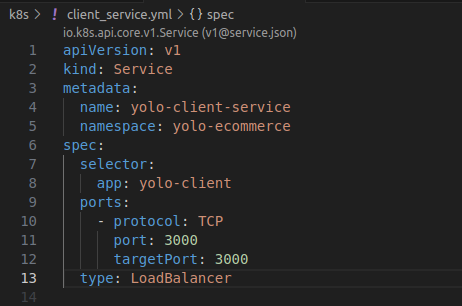 k8s > ! client_service.yml > {} spec
io.k8s.api.core.v1.Service (v1@service.json)
1 apiVersion: v1
2 kind: Service
3 metadata:
4   name: yolo-client-service
5   namespace: yolo-ecommerce
6 spec:
7   selector:
8     app: yolo-client
9   ports:
10     - protocol: TCP
11       port: 3000
12       targetPort: 3000
13   type: LoadBalancer
14